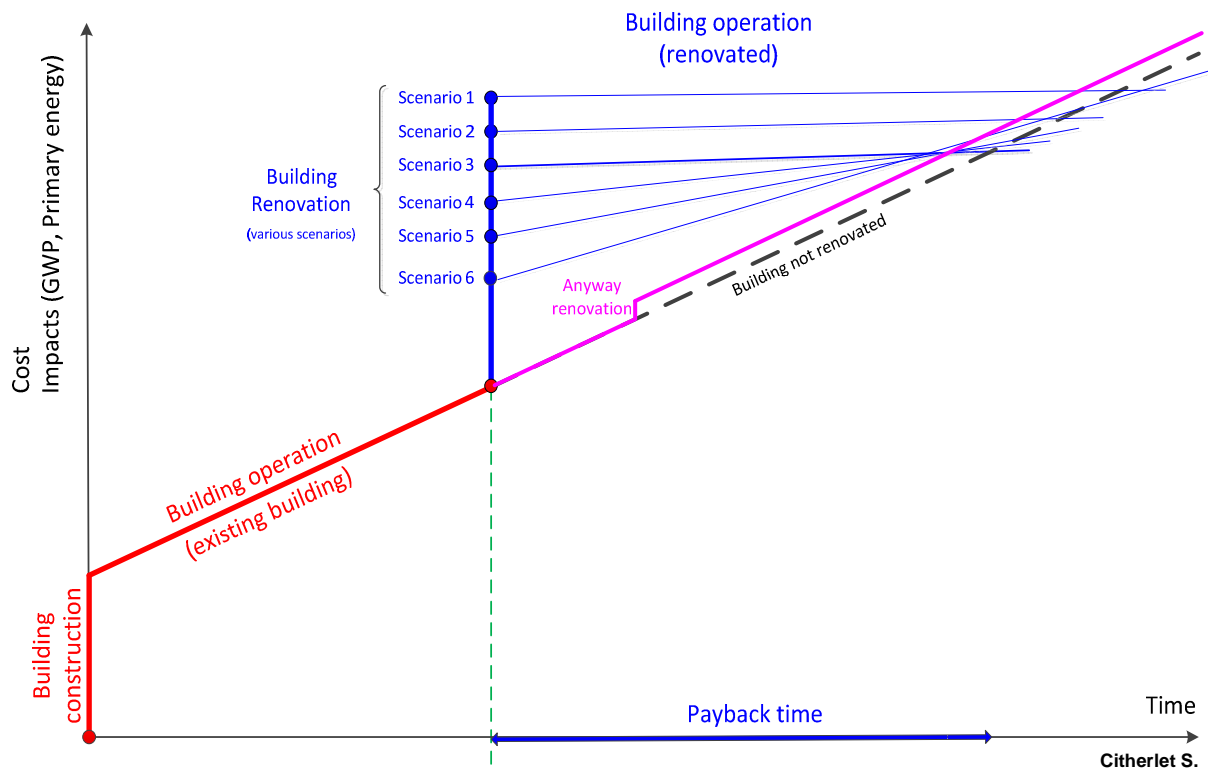 Building operation
(renovated)
Scenario 1
Scenario 2
Scenario 3
Scenario 4
Scenario 5
Scenario 6
Building
Renovation
(various scenarios)
Anyway
renovation
Building not renovated
Cost
Impacts (GWP, Primary energy)
Building operation
(existing building)
Building
construction
Payback time
Time
Citherlet S.